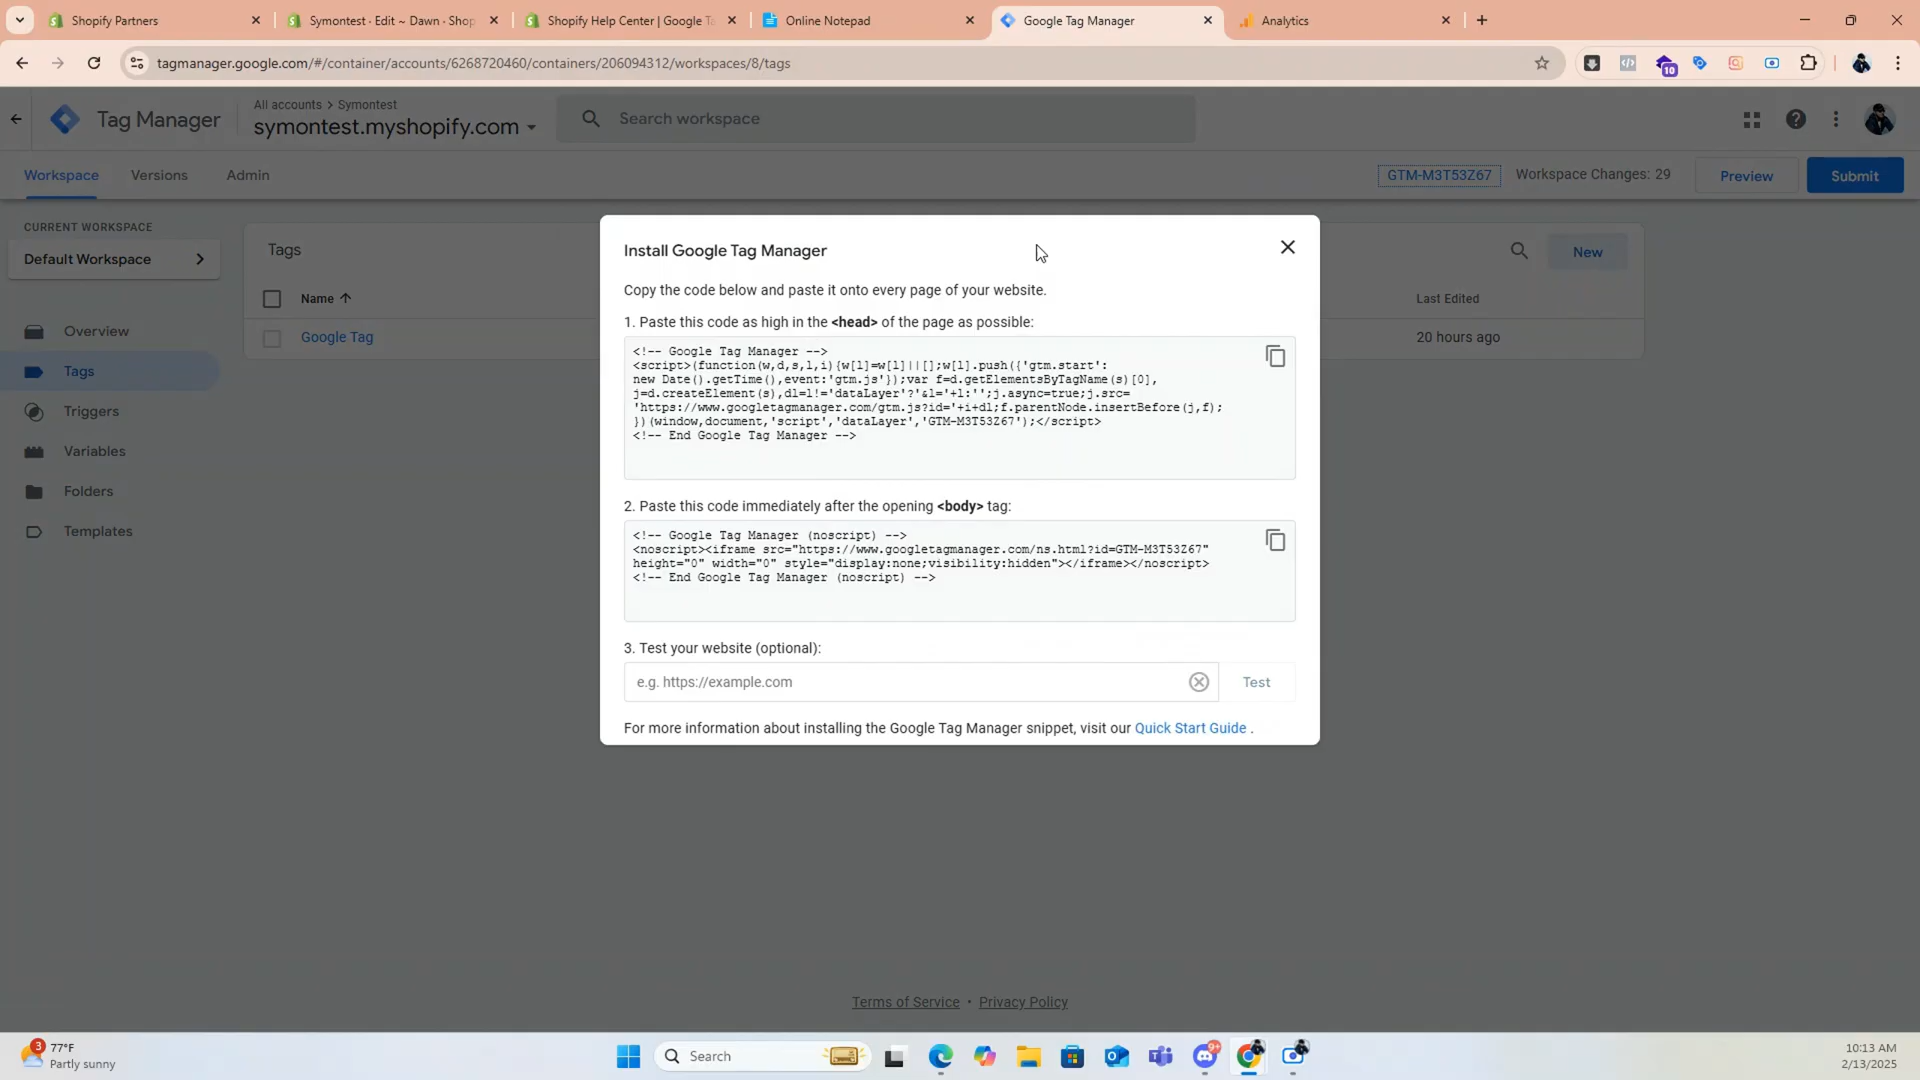 Shopify Partners
Symontest · Edit ~ Dawn · Shop
Shopify Help Center | Google Ta
Online Notepad
Google Tag Manager
Analytics
tagmanager.google.com/#/container/accounts/6268720460/containers/206094312/workspaces/8/tags
10
Tag Manager
All accounts > Symontest
symontest.myshopify.com
Search workspace
Workspace
Versions
Admin
GTM-M3T53Z67
Workspace Changes: 29
Preview
Submit
CURRENT WORKSPACE
Default Workspace
Overview
Tags
Triggers
Variables
Folders
Templates
Tags
New
Name
Last Edited
Google Tag
20 hours ago
Install Google Tag Manager
Copy the code below and paste it onto every page of your website.
1. Paste this code as high in the <head> of the page as possible:
<!-- Google Tag Manager -->
<script>(function(w,d,s,l,i){w[l]=w[l]||[];w[l].push({'gtm.start':
new Date().getTime(),event:'gtm.js'});var f=d.getElementsByTagName(s)[0],
j=d.createElement(s),dl=l!='dataLayer'?'&l='+l:'';j.async=true;j.src=
'https://www.googletagmanager.com/gtm.js?id='+i+dl;f.parentNode.insertBefore(j,f);
})(window,document,'script','dataLayer','GTM-M3T53Z67');</script>
<!-- End Google Tag Manager -->
2. Paste this code immediately after the opening <body> tag:
<!-- Google Tag Manager (noscript) -->
<noscript><iframe src="https://www.googletagmanager.com/ns.html?id=GTM-M3T53Z67"
height="0" width="0" style="display:none;visibility:hidden"></iframe></noscript>
<!-- End Google Tag Manager (noscript) -->
3. Test your website (optional):
e.g. https://example.com
Test
For more information about installing the Google Tag Manager snippet, visit our Quick Start Guide .
Terms of Service · Privacy Policy
3
77°F
Partly sunny
Search
9+
10:13 AM
2/13/2025